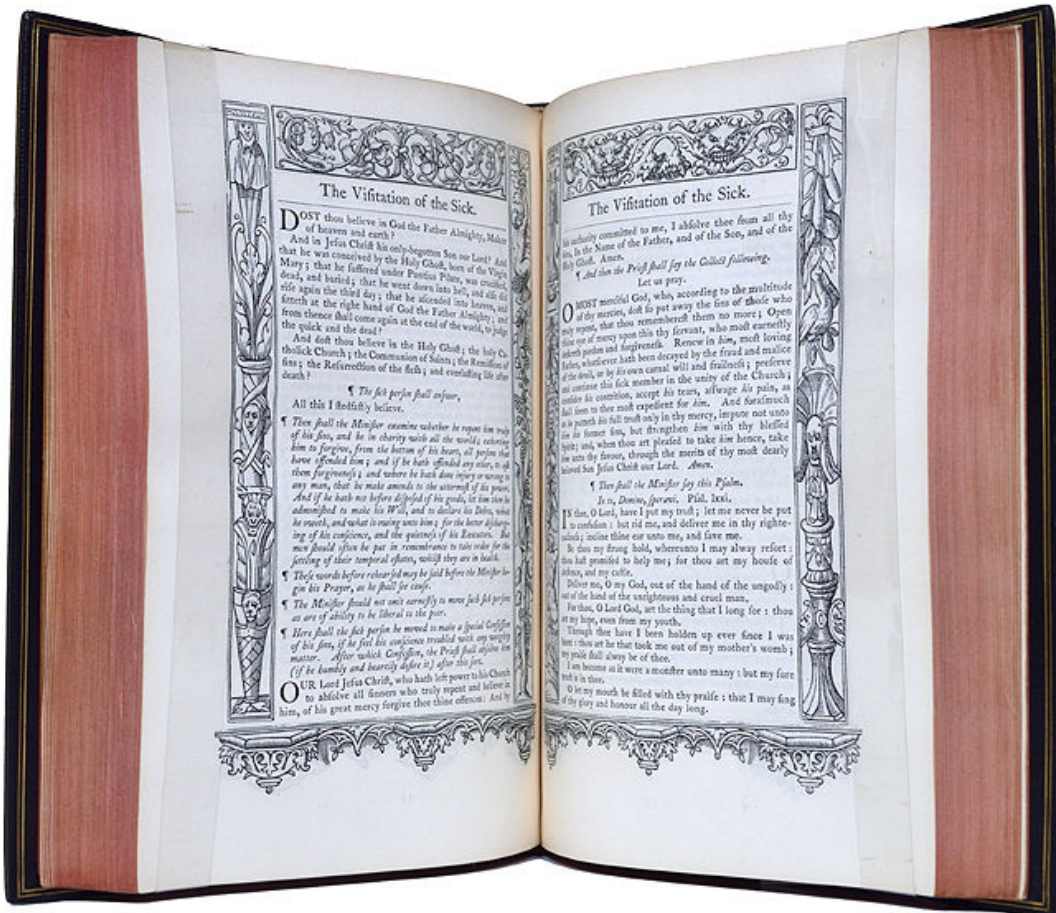 The Viſitation of the Sick.
DOST thou believe in God the Father Almighty, Maker
of heaven and earth?
And in Jeſus Chriſt his only-begotten Son our Lord? And
that he was conceived by the Holy Ghoſt, born of the Virgin
Mary; that he ſuffered under Pontius Pilate, was crucified,
dead, and buried; that he went down into hell, and alſo did
riſe again the third day; that he aſcended into heaven, and
ſitteth at the right hand of God the Father Almighty; and
from thence ſhall come again at the end of the world, to judge
the quick and the dead?
And doſt thou believe in the Holy Ghoſt; the holy Ca-
tholick Church; the Communion of Saints; the Remiſſion of
ſins; the Reſurrection of the fleſh; and everlaſting life after
death?
¶ The ſick perſon ſhall anſwer,
All this I ſtedfaſtly believe.
¶ Then ſhall the Miniſter examine whether he repent him truly
of his ſins, and be in charity with all the world; exhorting
him to forgive, from the bottom of his heart, all perſons that
have offended him; and if he hath offended any other, to aſk
them forgiveneſs; and where he hath done injury or wrong to
any man, that he make amends to the uttermoſt of his power.
And if he hath not before diſpoſed of his goods, let him then be
admoniſhed to make his Will, and to declare his Debts, what
he oweth, and what is owing unto him; for the better diſcharg-
ing of his conſcience, and the quietneſs of his Executors. But
men ſhould often be put in remembrance to take order for the
ſettling of their temporal eſtates, whilſt they are in health.
¶ Theſe words before rehearſed may be ſaid before the Miniſter be-
gin his Prayer, as he ſhall ſee cauſe.
¶ The Miniſter ſhould not omit earneſtly to move ſuch ſick perſons
as are of ability to be liberal to the poor.
¶ Here ſhall the ſick perſon be moved to make a ſpecial Confeſſion
of his ſins, if he feel his conſcience troubled with any weighty
matter. After which Confeſſion, the Prieſt ſhall abſolve him
(if he humbly and heartily deſire it) after this ſort.
OUR Lord Jeſus Chriſt, who hath left power to his Church
to abſolve all ſinners who truly repent and believe in
him, of his great mercy forgive thee thine offences: And by
The Viſitation of the Sick.
his authority committed to me, I abſolve thee from all thy
ſins, In the Name of the Father, and of the Son, and of the
Holy Ghoſt. Amen.
¶ And then the Prieſt ſhall ſay the Collect following.
Let us pray.
O MOST merciful God, who, according to the multitude
of thy mercies, doſt ſo put away the ſins of thoſe who
truly repent, that thou remembereſt them no more; Open
thine eye of mercy upon this thy ſervant, who moſt earneſtly
deſireth pardon and forgiveneſs. Renew in him, moſt loving
Father, whatſoever hath been decayed by the fraud and malice
of the devil, or by his own carnal will and frailneſs; preſerve
and continue this ſick member in the unity of the Church;
conſider his contrition, accept his tears, aſſwage his pain, as
ſhall ſeem to thee moſt expedient for him. And foraſmuch
as he putteth his full truſt only in thy mercy, impute not unto
him his former ſins, but ſtrengthen him with thy bleſſed
Spirit; and, when thou art pleaſed to take him hence, take
him unto thy favour, through the merits of thy moſt dearly
beloved Son Jeſus Chriſt our Lord. Amen.
¶ Then ſhall the Miniſter ſay this Pſalm.
In te, Domine, ſperavi. Pſal. lxxi.
IN thee, O Lord, have I put my truſt; let me never be put
to confuſion: but rid me, and deliver me in thy righte-
ouſneſs; incline thine ear unto me, and ſave me.
Be thou my ſtrong hold, whereunto I may alway reſort:
thou haſt promiſed to help me; for thou art my houſe of
defence, and my caſtle.
Deliver me, O my God, out of the hand of the ungodly:
out of the hand of the unrighteous and cruel man.
For thou, O Lord God, art the thing that I long for: thou
art my hope, even from my youth.
Through thee have I been holden up ever ſince I was
born: thou art he that took me out of my mother's womb;
my praiſe ſhall alway be of thee.
I am become as it were a monſter unto many: but my ſure
truſt is in thee.
O let my mouth be filled with thy praiſe: that I may ſing
of thy glory and honour all the day long.